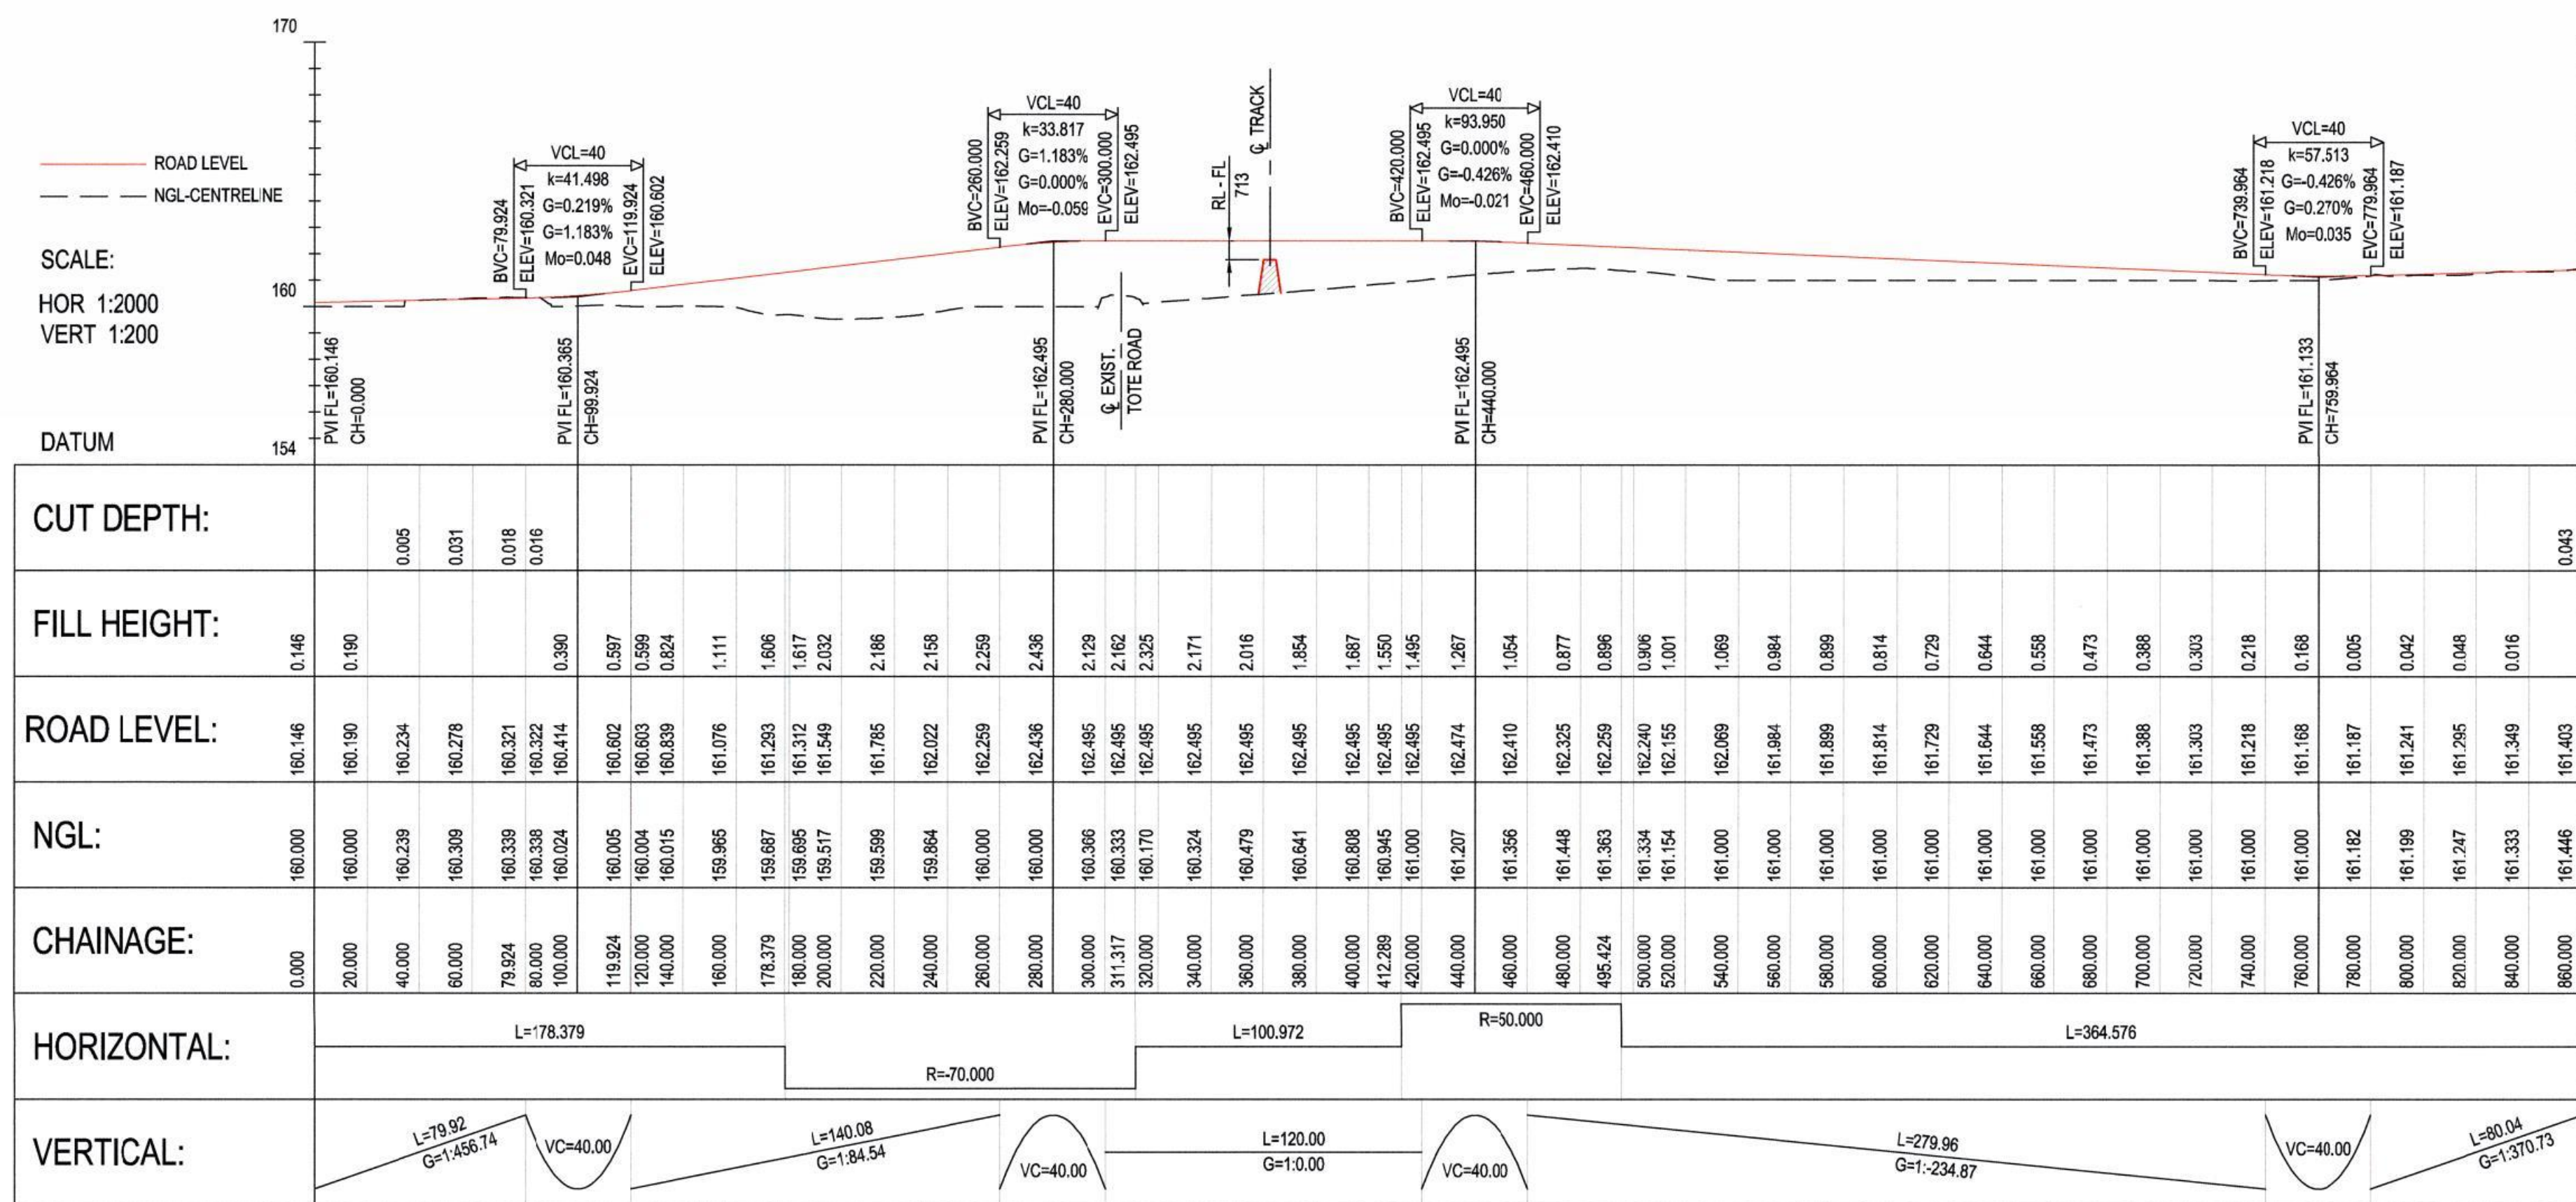 170
160
154
ROAD LEVEL
NGL-CENTRELINE
SCALE:
HOR 1:2000
VERT 1:200
DATUM
PVI FL=160.146
CH=0.000
BVC=79.924
ELEV=160.321
VCL=40
k=41.498
G=0.219%
G=1.183%
Mo=0.048
EVC=119.924
ELEV=160.602
PVI FL=160.365
CH=99.924
BVC=260.000
ELEV=162.259
VCL=40
k=33.817
G=1.183%
G=0.000%
Mo=-0.059
EVC=300.000
ELEV=162.495
PVI FL=162.495
CH=280.000
℄ EXIST.
TOTE ROAD
RL - FL
713
℄ TRACK
BVC=420.000
ELEV=162.495
VCL=40
k=93.950
G=0.000%
G=-0.426%
Mo=-0.021
EVC=460.000
ELEV=162.410
PVI FL=162.495
CH=440.000
BVC=739.964
ELEV=161.218
VCL=40
k=57.513
G=-0.426%
G=0.270%
Mo=0.035
EVC=779.964
ELEV=161.187
PVI FL=161.133
CH=759.964
CUT DEPTH: 0.005 0.031 0.018 0.016 0.043
FILL HEIGHT: 0.146 0.190 0.390 0.597 0.599 0.824 1.111 1.606 1.617 2.032 2.186 2.158 2.259 2.436 2.129 2.162 2.325 2.171 2.016 1.854 1.687 1.550 1.495 1.267 1.054 0.877 0.896 0.906 1.001 1.069 0.984 0.899 0.814 0.729 0.644 0.558 0.473 0.388 0.303 0.218 0.168 0.005 0.042 0.048 0.016
ROAD LEVEL: 160.146 160.190 160.234 160.278 160.321 160.322 160.414 160.602 160.603 160.839 161.076 161.293 161.312 161.549 161.785 162.022 162.259 162.436 162.495 162.495 162.495 162.495 162.495 162.495 162.495 162.495 162.495 162.474 162.410 162.325 162.259 162.240 162.155 162.069 161.984 161.899 161.814 161.729 161.644 161.558 161.473 161.388 161.303 161.218 161.168 161.187 161.241 161.295 161.349 161.403
NGL: 160.000 160.000 160.239 160.309 160.339 160.338 160.024 160.005 160.004 160.015 159.965 159.687 159.695 159.517 159.599 159.864 160.000 160.000 160.366 160.333 160.170 160.324 160.479 160.641 160.808 160.945 161.000 161.207 161.356 161.448 161.363 161.334 161.154 161.000 161.000 161.000 161.000 161.000 161.000 161.000 161.000 161.000 161.000 161.000 161.000 161.182 161.199 161.247 161.333 161.446
CHAINAGE: 0.000 20.000 40.000 60.000 79.924 80.000 100.000 119.924 120.000 140.000 160.000 178.379 180.000 200.000 220.000 240.000 260.000 280.000 300.000 311.317 320.000 340.000 360.000 380.000 400.000 412.289 420.000 440.000 460.000 480.000 495.424 500.000 520.000 540.000 560.000 580.000 600.000 620.000 640.000 660.000 680.000 700.000 720.000 740.000 760.000 780.000 800.000 820.000 840.000 860.000
HORIZONTAL: L=178.379 R=-70.000 L=100.972 R=50.000 L=364.576
VERTICAL:
L=79.92
G=1:456.74
VC=40.00
L=140.08
G=1:84.54
VC=40.00
L=120.00
G=1:0.00
VC=40.00
L=279.96
G=1:-234.87
VC=40.00
L=80.04
G=1:370.73